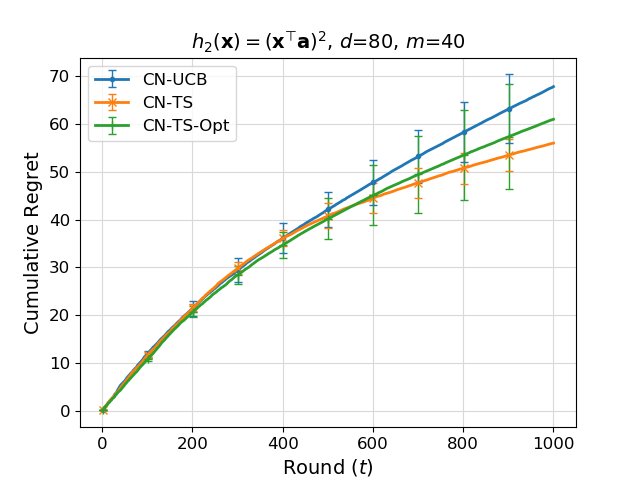 h₂(x) = (x⊤a)², d=80, m=40
CN-UCB
CN-TS
CN-TS-Opt
Cumulative Regret
70
60
50
40
30
20
10
0
0 200 400 600 800 1000
Round (t)